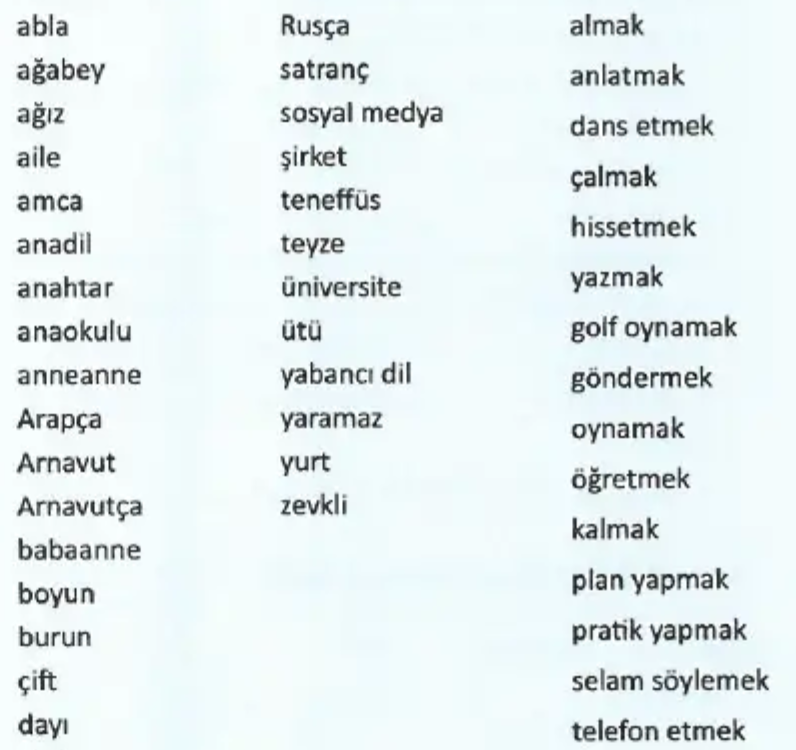 abla
ağabey
ağız
aile
amca
anadil
anahtar
anaokulu
anneanne
Arapça
Arnavut
Arnavutça
babaanne
boyun
burun
çift
dayı
Rusça
satranç
sosyal medya
şirket
teneffüs
teyze
üniversite
ütü
yabancı dil
yaramaz
yurt
zevkli
almak
anlatmak
dans etmek
çalmak
hissetmek
yazmak
golf oynamak
göndermek
oynamak
öğretmek
kalmak
plan yapmak
pratik yapmak
selam söylemek
telefon etmek